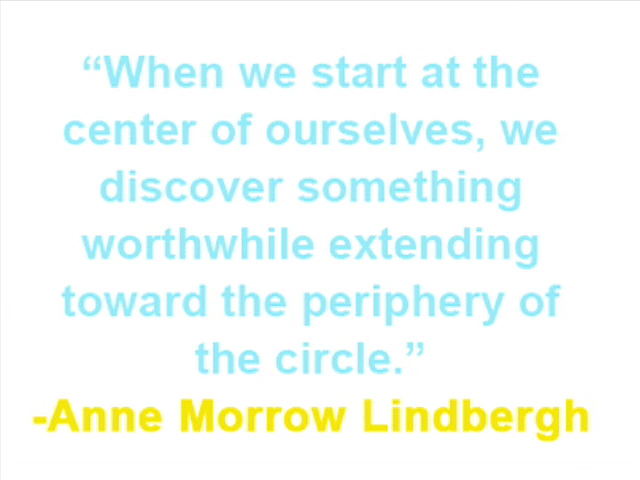 “When we start at the
center of ourselves, we
discover something
worthwhile extending
toward the periphery of
the circle.”
-Anne Morrow Lindbergh